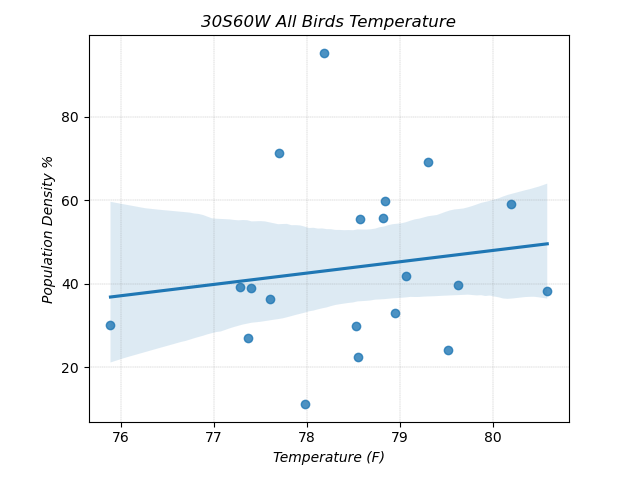 30S60W All Birds Temperature
80
60
40
20
Population Density %
76 77 78 79 80
Temperature (F)